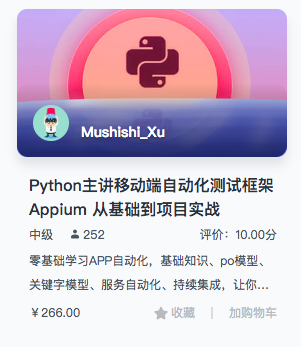 Mushishi_Xu
Python主讲移动端自动化测试框架
Appium 从基础到项目实战
中级 252 评价：10.00分
零基础学习APP自动化，基础知识、po模型、
关键字模型、服务自动化、持续集成，让你...
￥266.00 收藏 | 加购物车